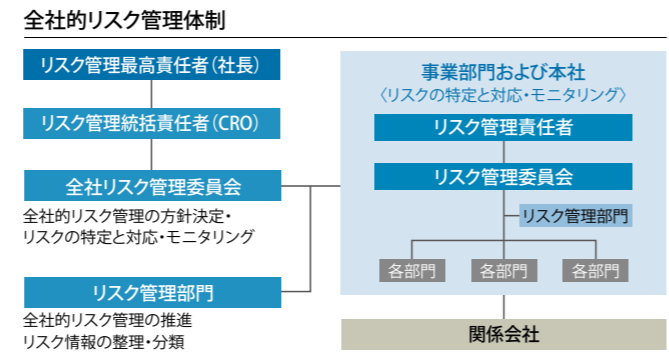 全社的リスク管理体制
リスク管理最高責任者（社長）
リスク管理統括責任者（CRO）
全社リスク管理委員会
全社的リスク管理の方針決定・
リスクの特定と対応・モニタリング
リスク管理部門
全社的リスク管理の推進
リスク情報の整理・分類
事業部門および本社
〈リスクの特定と対応・モニタリング〉
リスク管理責任者
リスク管理委員会
リスク管理部門
各部門
各部門
各部門
関係会社